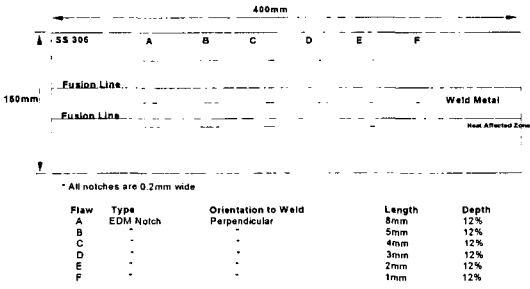 400mm
SS 306 A B C D E F
Fusion Line
150mm
Weld Metal
Fusion Line
Heat Affected Zone
* All notches are 0.2mm wide
Flaw Type Orientation to Weld Length Depth
A EDM Notch Perpendicular 8mm 12%
B " " 5mm 12%
C " " 4mm 12%
D " " 3mm 12%
E " " 2mm 12%
F " " 1mm 12%